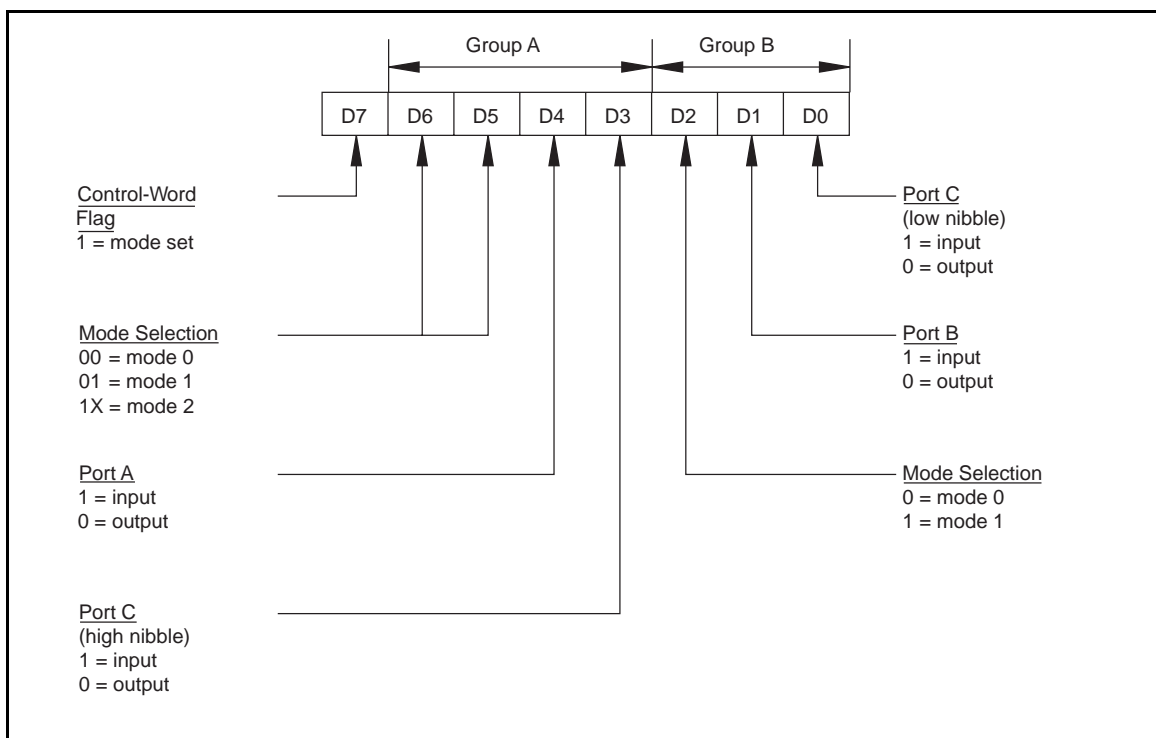 Group A
Group B
D7 D6 D5 D4 D3 D2 D1 D0
Control-Word
Flag
1 = mode set
Mode Selection
00 = mode 0
01 = mode 1
1X = mode 2
Port A
1 = input
0 = output
Port C
(high nibble)
1 = input
0 = output
Port C
(low nibble)
1 = input
0 = output
Port B
1 = input
0 = output
Mode Selection
0 = mode 0
1 = mode 1